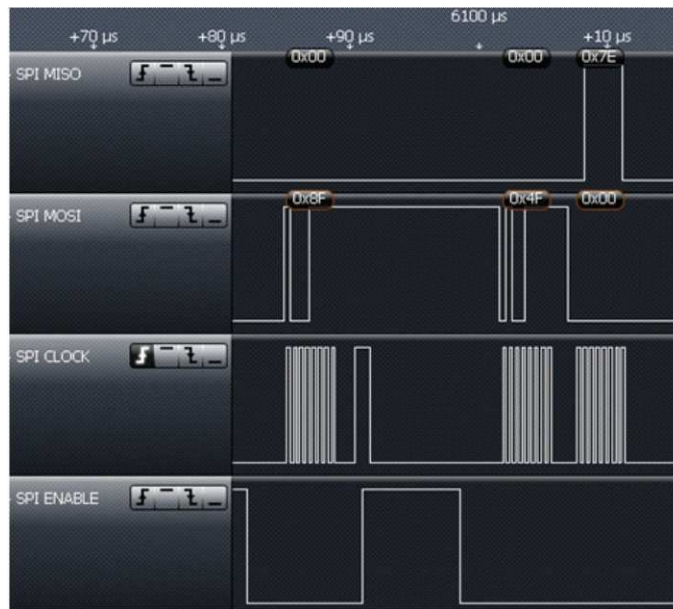 6100 µs
+70 µs +80 µs +90 µs +10 µs
SPI MISO 0x00 0x00 0x7E
SPI MOSI 0x8F 0x4F 0x00
SPI CLOCK
SPI ENABLE